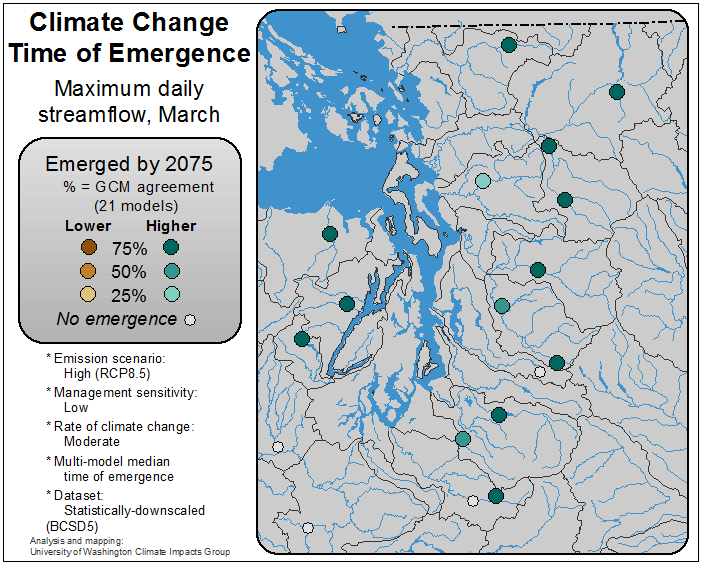 Climate Change
Time of Emergence
Maximum daily
streamflow, March
Emerged by 2075
% = GCM agreement
(21 models)
Lower Higher
75%
50%
25%
No emergence
* Emission scenario:
High (RCP8.5)
* Management sensitivity:
Low
* Rate of climate change:
Moderate
* Multi-model median
time of emergence
* Dataset:
Statistically-downscaled
(BCSD5)
Analysis and mapping:
University of Washington Climate Impacts Group